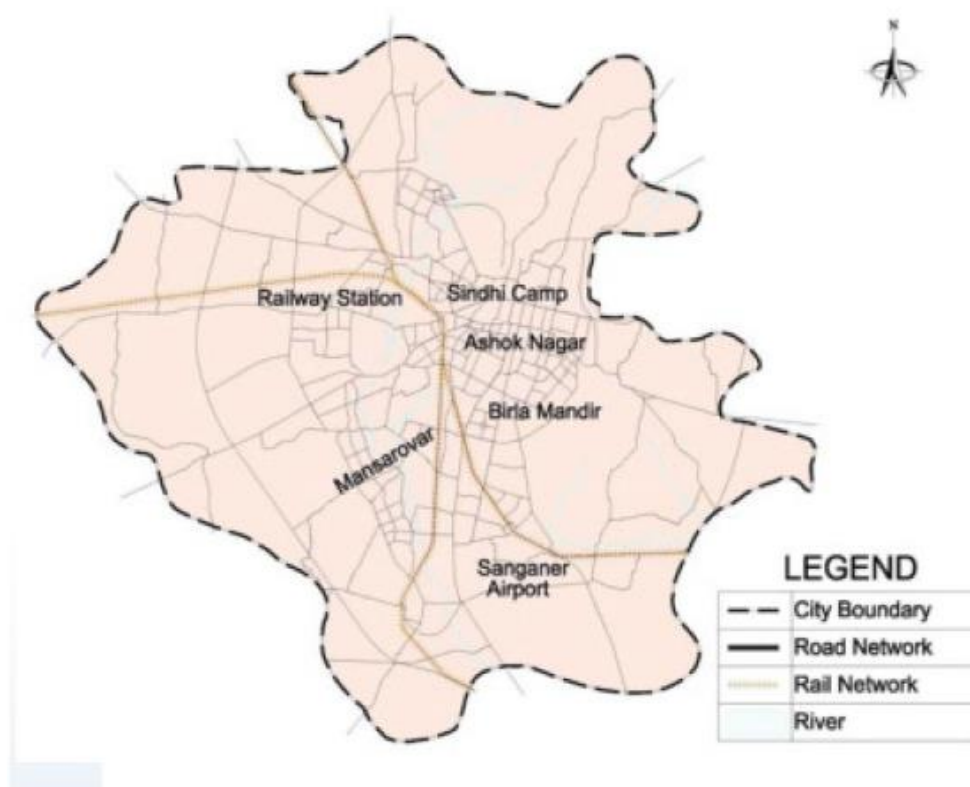 N
Railway Station
Sindhi Camp
Ashok Nagar
Birla Mandir
Mansarovar
Sanganer
Airport
LEGEND
City Boundary
Road Network
Rail Network
River